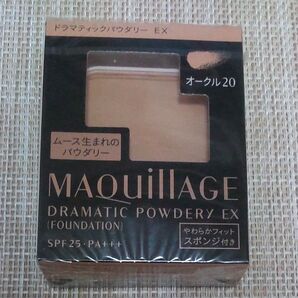 ドラマティックパウダリー EX
オークル20
ムース生まれの
パウダリー
MAQuillAGE
DRAMATIC POWDERY EX
(FOUNDATION)
SPF25・PA+++
やわらかフィット
スポンジ付き